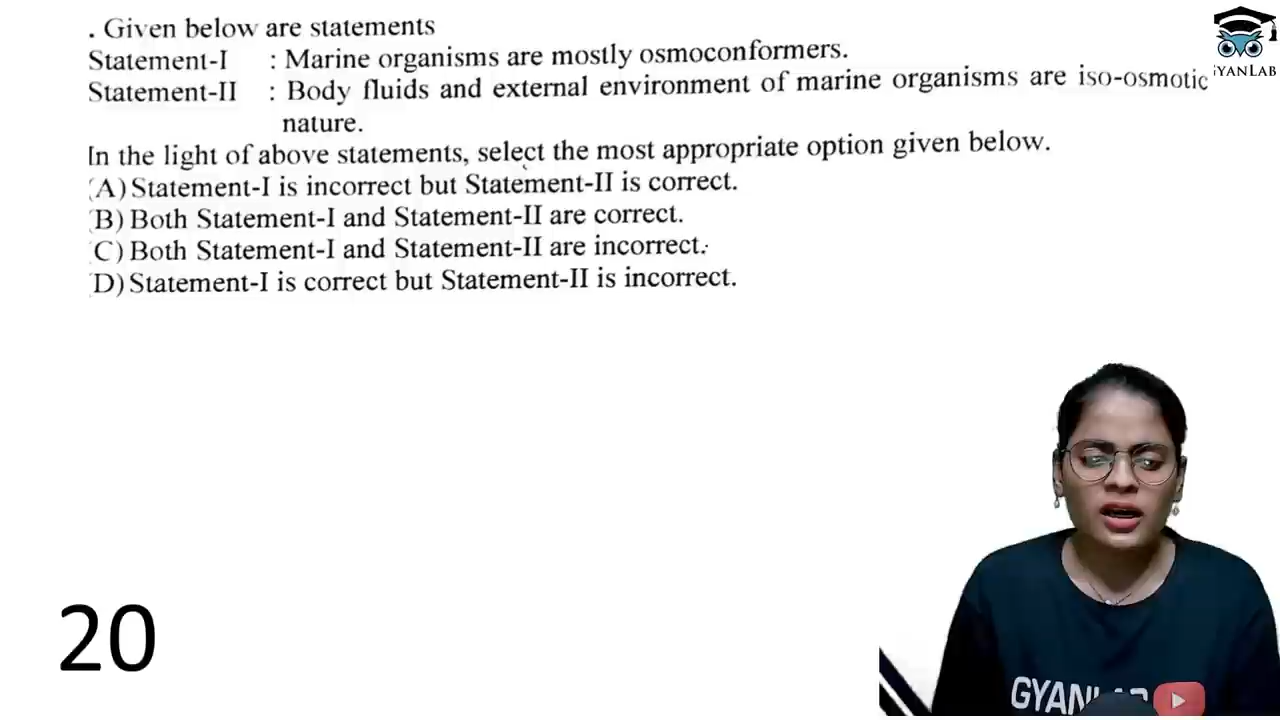 . Given below are statements
Statement-I : Marine organisms are mostly osmoconformers.
Statement-II : Body fluids and external environment of marine organisms are iso-osmotic
nature.
In the light of above statements, select the most appropriate option given below.
(A) Statement-I is incorrect but Statement-II is correct.
(B) Both Statement-I and Statement-II are correct.
(C) Both Statement-I and Statement-II are incorrect.
(D) Statement-I is correct but Statement-II is incorrect.
20
GYANLAB